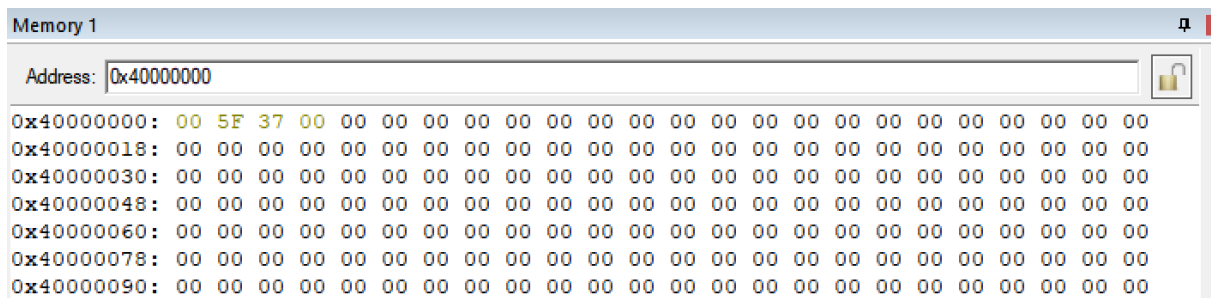 Memory 1
Address: 0x40000000
0x40000000: 00 5F 37 00 00 00 00 00 00 00 00 00 00 00 00 00 00 00 00 00 00 00 00 00
0x40000018: 00 00 00 00 00 00 00 00 00 00 00 00 00 00 00 00 00 00 00 00 00 00 00 00
0x40000030: 00 00 00 00 00 00 00 00 00 00 00 00 00 00 00 00 00 00 00 00 00 00 00 00
0x40000048: 00 00 00 00 00 00 00 00 00 00 00 00 00 00 00 00 00 00 00 00 00 00 00 00
0x40000060: 00 00 00 00 00 00 00 00 00 00 00 00 00 00 00 00 00 00 00 00 00 00 00 00
0x40000078: 00 00 00 00 00 00 00 00 00 00 00 00 00 00 00 00 00 00 00 00 00 00 00 00
0x40000090: 00 00 00 00 00 00 00 00 00 00 00 00 00 00 00 00 00 00 00 00 00 00 00 00